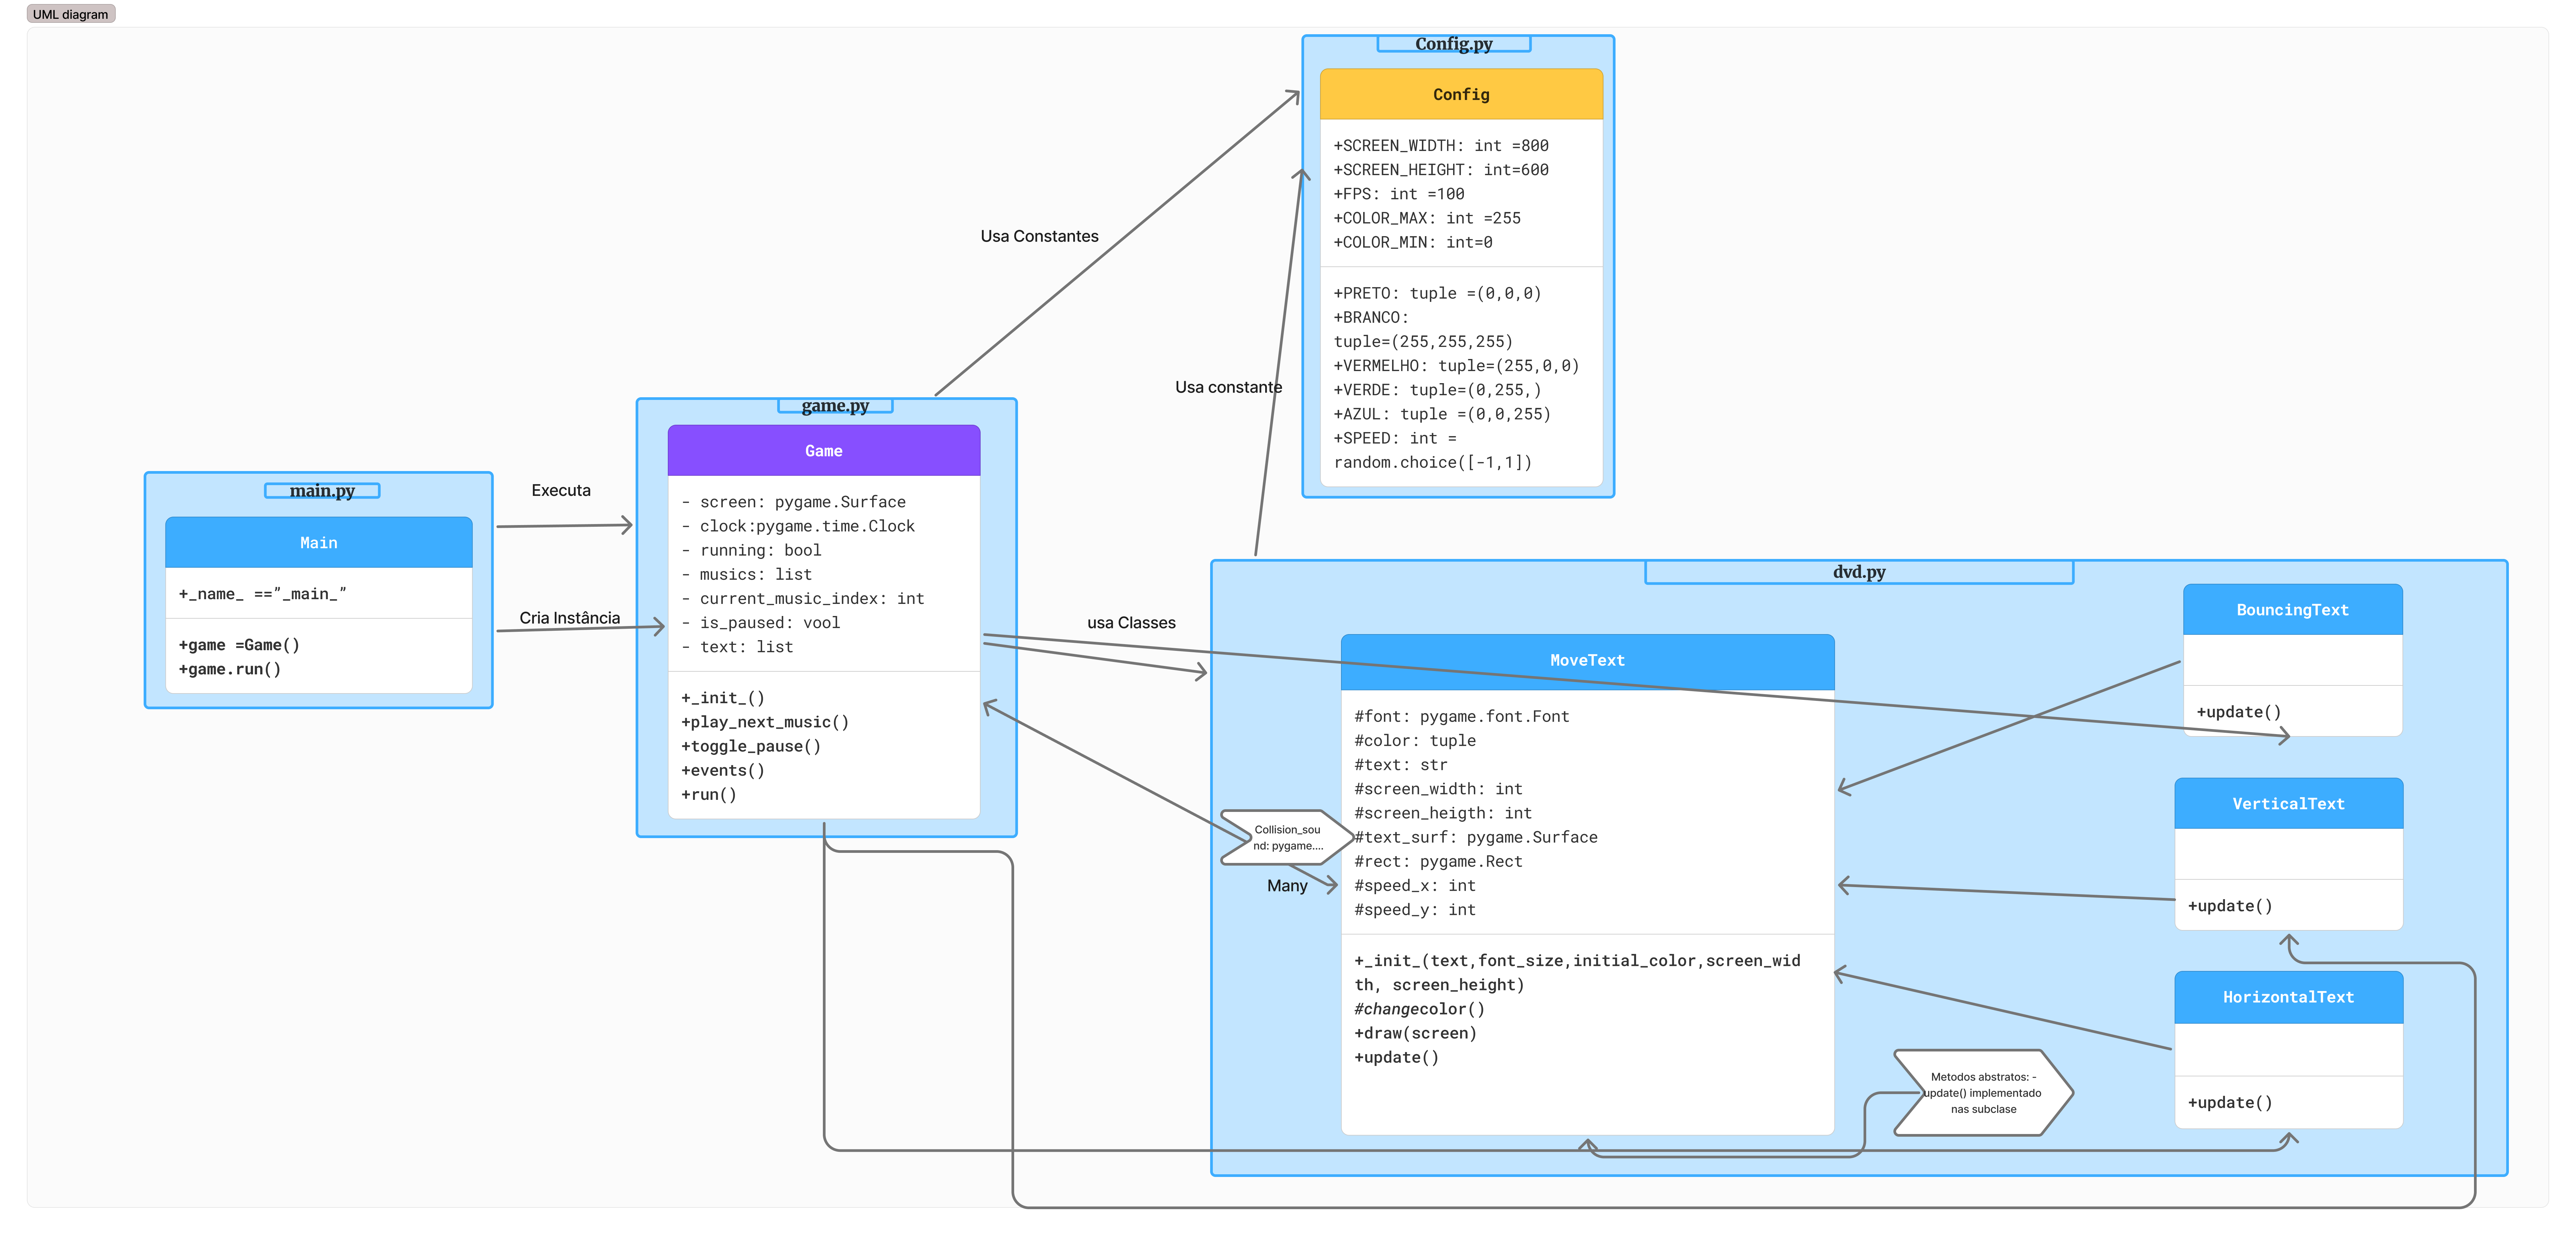 UML diagram
Config.py
Config
+SCREEN_WIDTH: int =800
+SCREEN_HEIGHT: int=600
+FPS: int =100
+COLOR_MAX: int =255
+COLOR_MIN: int=0
+PRETO: tuple =(0,0,0)
+BRANCO:
tuple=(255,255,255)
+VERMELHO: tuple=(255,0,0)
+VERDE: tuple=(0,255,)
+AZUL: tuple =(0,0,255)
+SPEED: int =
random.choice([-1,1])
Usa Constantes
Usa constante
game.py
Game
- screen: pygame.Surface
- clock:pygame.time.Clock
- running: bool
- musics: list
- current_music_index: int
- is_paused: vool
- text: list
+_init_()
+play_next_music()
+toggle_pause()
+events()
+run()
main.py
Main
+_name_ ==”_main_”
+game =Game()
+game.run()
Executa
Cria Instância
usa Classes
dvd.py
MoveText
#font: pygame.font.Font
#color: tuple
#text: str
#screen_width: int
#screen_heigth: int
#text_surf: pygame.Surface
#rect: pygame.Rect
#speed_x: int
#speed_y: int
+_init_(text,font_size,initial_color,screen_wid
th, screen_height)
#changecolor()
+draw(screen)
+update()
Collision_sou
nd: pygame....
Many
BouncingText
+update()
VerticalText
+update()
HorizontalText
+update()
Metodos abstratos: -
update() implementado
nas subclase